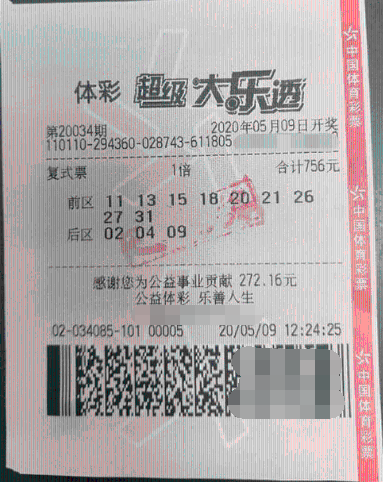 体彩 超级大乐透
第20034期 2020年05月09日开奖
110110-294360-028743-611805
复式票 1倍 合计756元
前区 11 13 15 18 20 21 26
27 31
后区 02 04 09
感谢您为公益事业贡献 272.16元
公益体彩 乐善人生
02-034085-101 00005 20/05/09 12:24:25
中国体育彩票
中国体育彩票
中国体育彩票